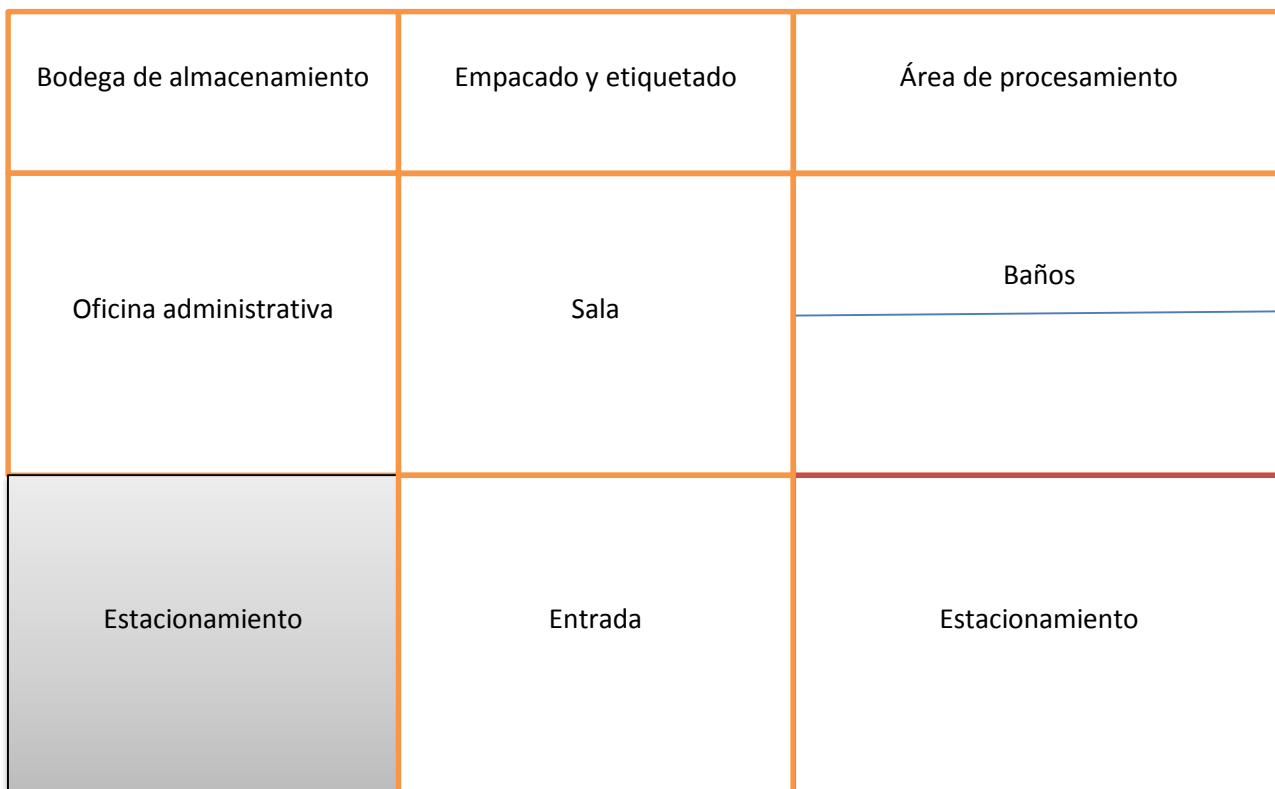 Bodega de almacenamiento
Empacado y etiquetado
Área de procesamiento
Oficina administrativa
Sala
Baños
Estacionamiento
Entrada
Estacionamiento